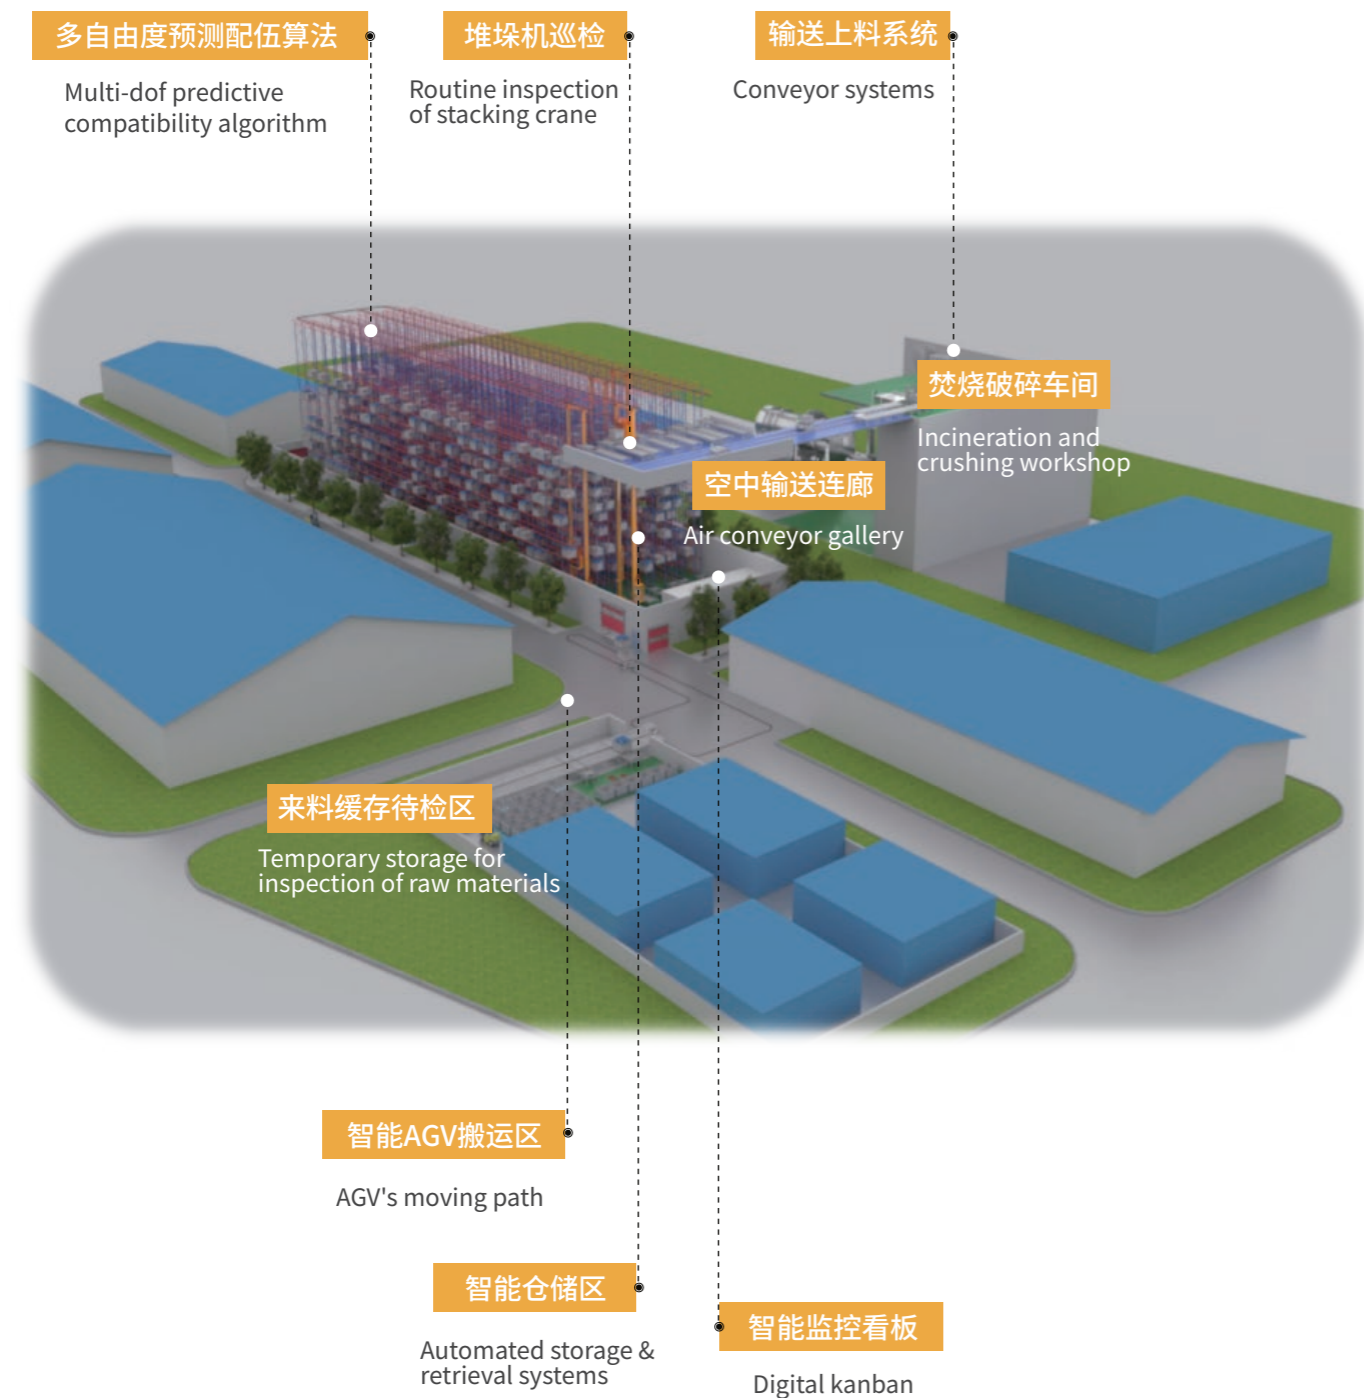 多自由度预测配伍算法
Multi-dof predictive
compatibility algorithm
堆垛机巡检
Routine inspection
of stacking crane
输送上料系统
Conveyor systems
焚烧破碎车间
Incineration and
crushing workshop
空中输送连廊
Air conveyor gallery
来料缓存待检区
Temporary storage for
inspection of raw materials
智能AGV搬运区
AGV's moving path
智能仓储区
Automated storage &
retrieval systems
智能监控看板
Digital kanban